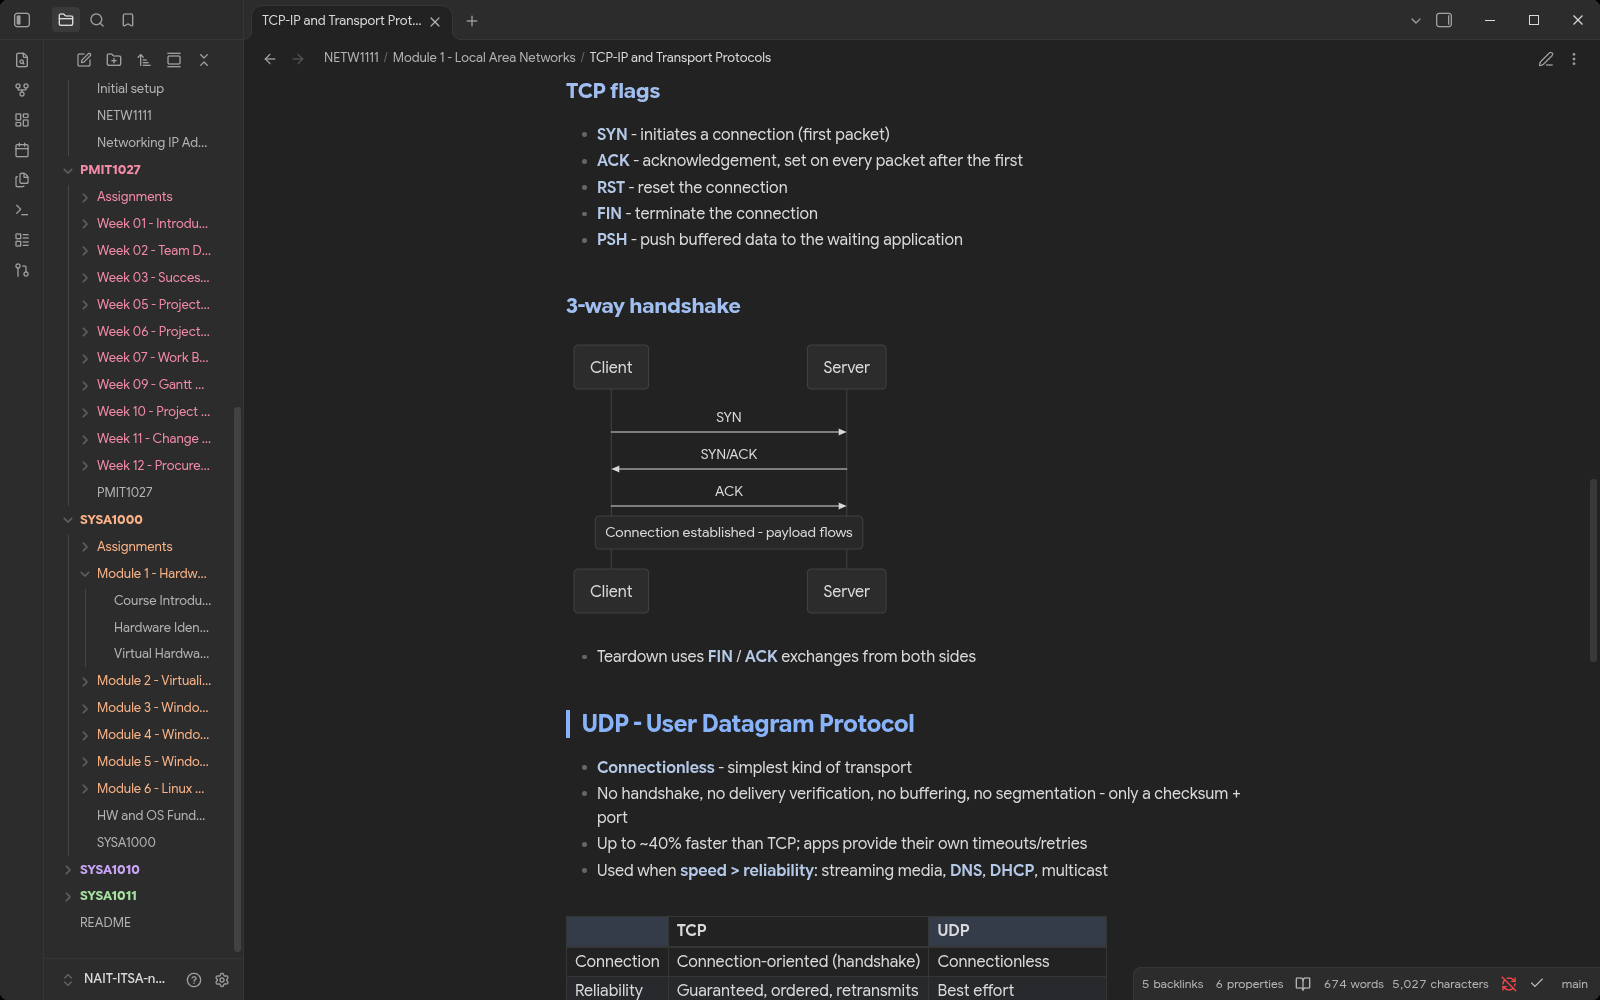 TCP-IP and Transport Prot...
NETW1111 / Module 1 - Local Area Networks / TCP-IP and Transport Protocols
Initial setup
NETW1111
Networking IP Ad...
PMIT1027
Assignments
Week 01 - Introdu...
Week 02 - Team D...
Week 03 - Succes...
Week 05 - Project...
Week 06 - Project...
Week 07 - Work B...
Week 09 - Gantt ...
Week 10 - Project ...
Week 11 - Change ...
Week 12 - Procure...
PMIT1027
SYSA1000
Assignments
Module 1 - Hardw...
Course Introdu...
Hardware Iden...
Virtual Hardwa...
Module 2 - Virtuali...
Module 3 - Windo...
Module 4 - Windo...
Module 5 - Windo...
Module 6 - Linux ...
HW and OS Fund...
SYSA1000
SYSA1010
SYSA1011
README
NAIT-ITSA-n...
TCP flags
SYN - initiates a connection (first packet)
ACK - acknowledgement, set on every packet after the first
RST - reset the connection
FIN - terminate the connection
PSH - push buffered data to the waiting application
3-way handshake
Client Server
SYN
SYN/ACK
ACK
Connection established - payload flows
Client Server
Teardown uses FIN / ACK exchanges from both sides
UDP - User Datagram Protocol
Connectionless - simplest kind of transport
No handshake, no delivery verification, no buffering, no segmentation - only a checksum +
port
Up to ~40% faster than TCP; apps provide their own timeouts/retries
Used when speed > reliability: streaming media, DNS, DHCP, multicast
TCP UDP
Connection Connection-oriented (handshake) Connectionless
Reliability Guaranteed, ordered, retransmits Best effort
5 backlinks 6 properties 674 words 5,027 characters main